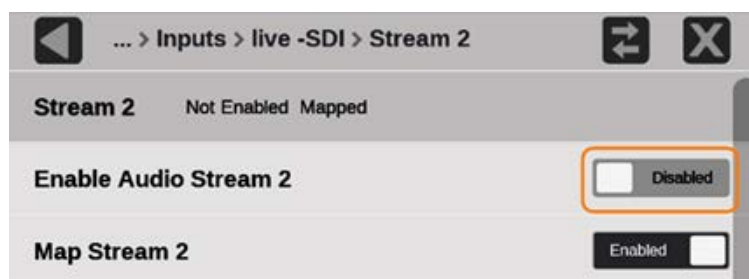 ... > Inputs > live -SDI > Stream 2
Stream 2 Not Enabled Mapped
Enable Audio Stream 2 Disabled
Map Stream 2 Enabled